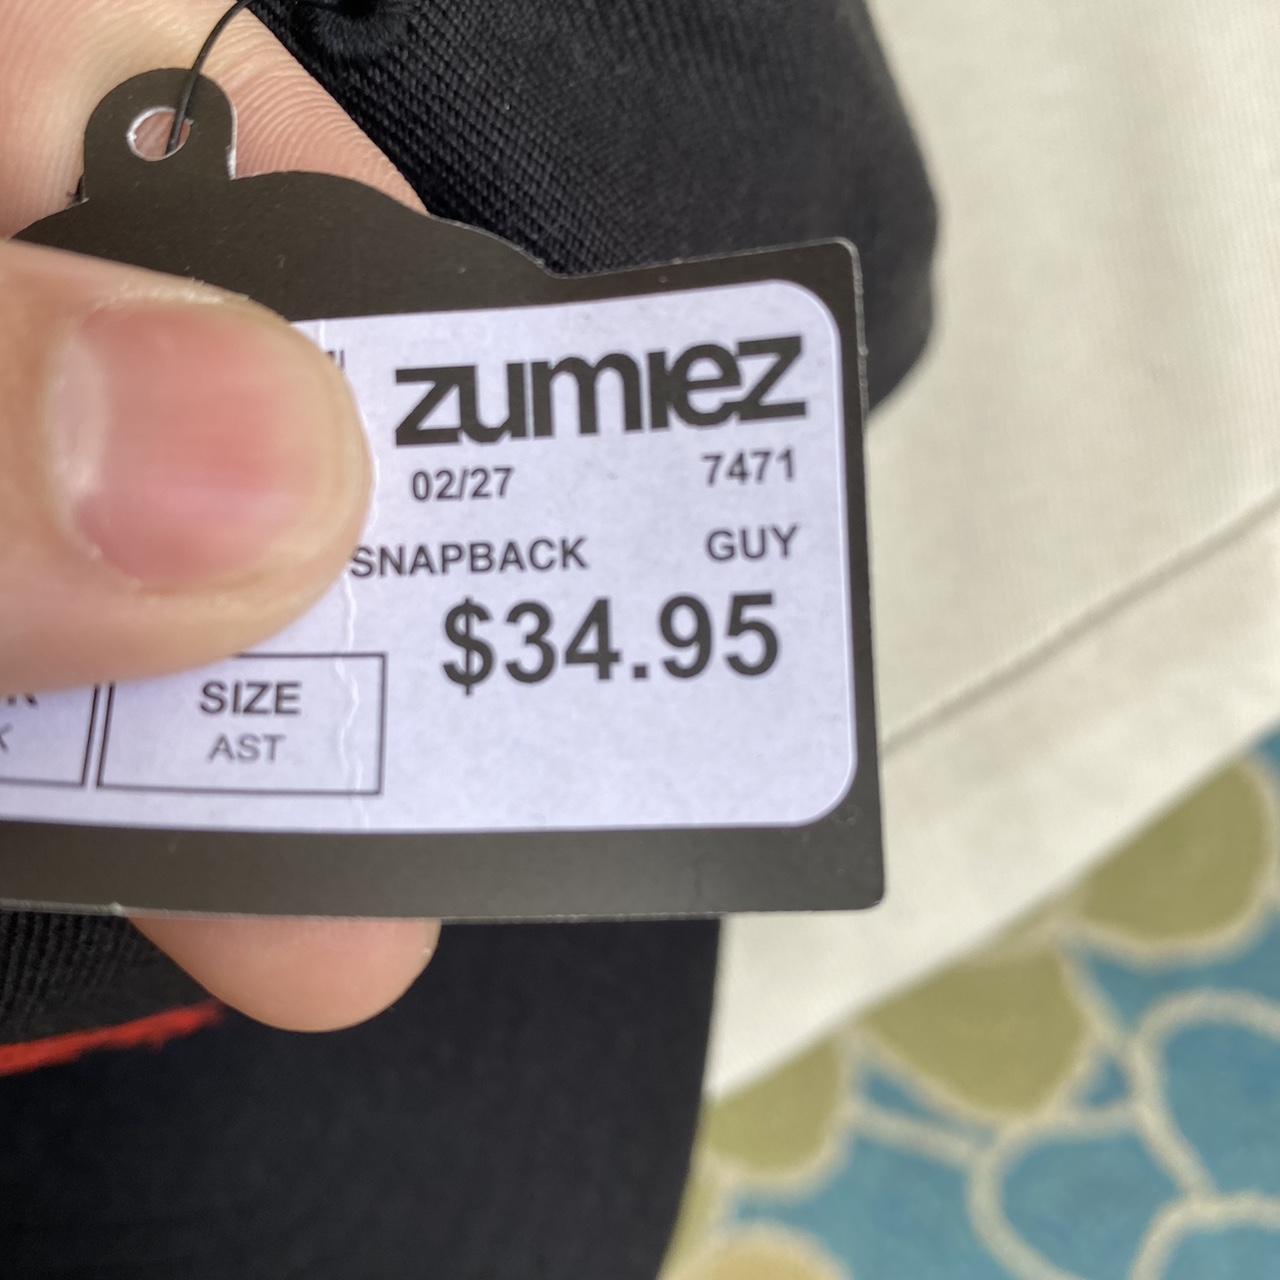 zumiez
02/27 7471
SNAPBACK GUY
$34.95
SIZE
AST